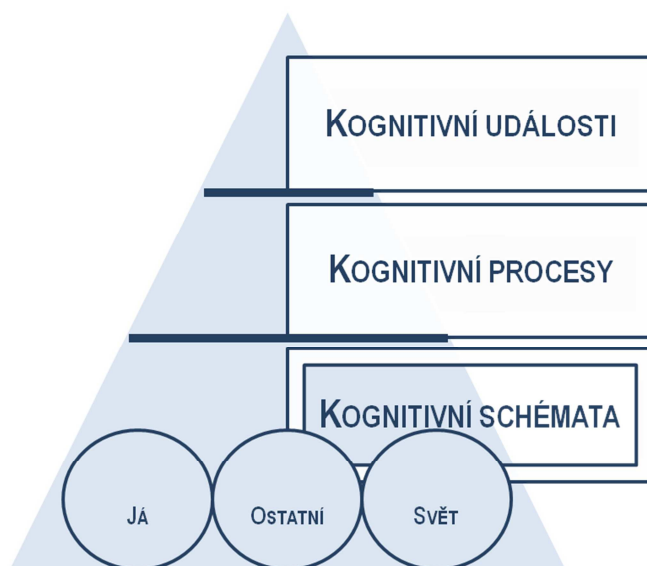 KOGNITIVNÍ UDÁLOSTI
KOGNITIVNÍ PROCESY
KOGNITIVNÍ SCHÉMATA
JÁ
OSTATNÍ
SVĚT